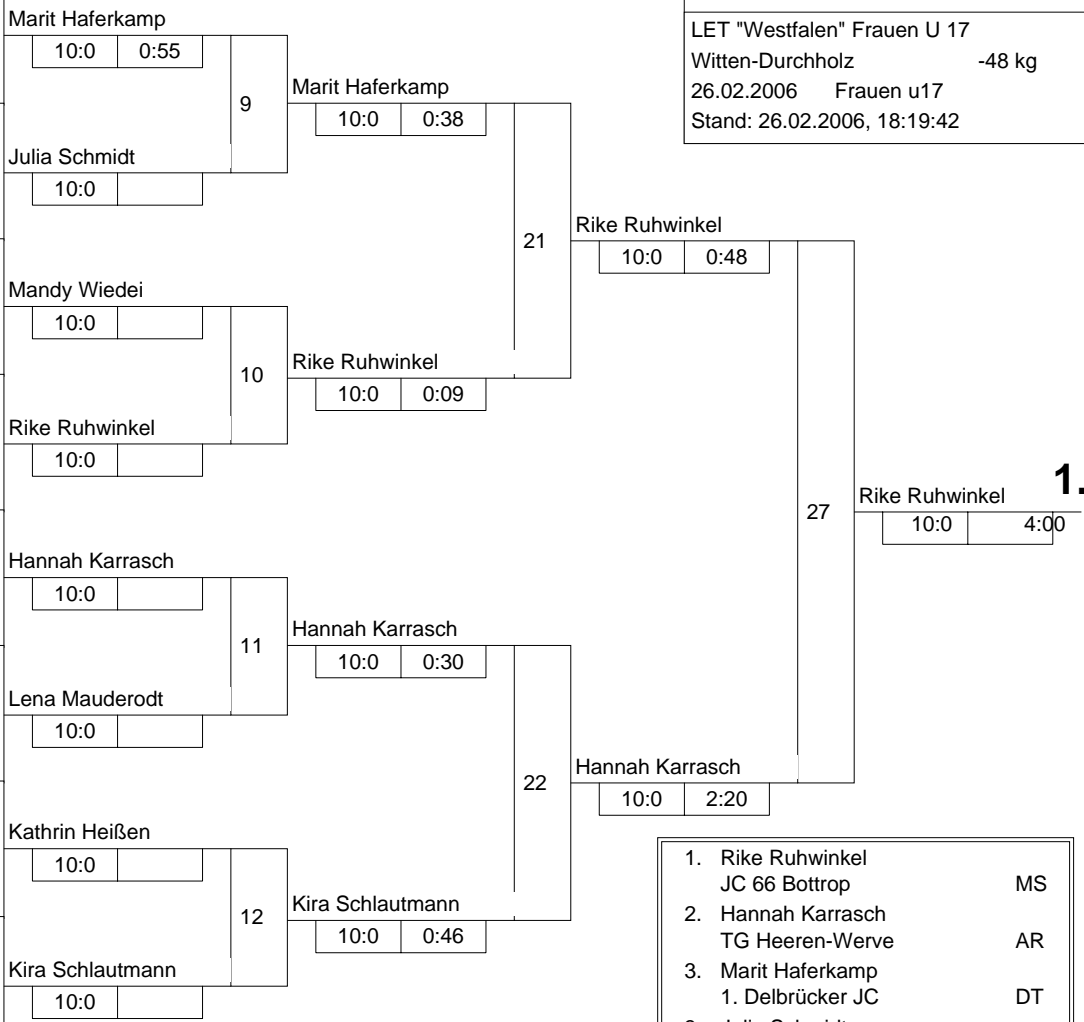 Marit Haferkamp
10:0 0:55
9
Julia Schmidt
10:0
Mandy Wiedei
10:0
10
Rike Ruhwinkel
10:0
Hannah Karrasch
10:0
11
Lena Mauderodt
10:0
Kathrin Heißen
10:0
12
Kira Schlautmann
10:0
Marit Haferkamp
10:0 0:38
21
Rike Ruhwinkel
10:0 0:09
Hannah Karrasch
10:0 0:30
22
Kira Schlautmann
10:0 0:46
Rike Ruhwinkel
10:0 0:48
27
Hannah Karrasch
10:0 2:20
Rike Ruhwinkel 1.
10:0 4:00
LET "Westfalen" Frauen U 17
Witten-Durchholz -48 kg
26.02.2006 Frauen u17
Stand: 26.02.2006, 18:19:42
1. Rike Ruhwinkel
JC 66 Bottrop MS
2. Hannah Karrasch
TG Heeren-Werve AR
3. Marit Haferkamp
1. Delbrücker JC DT
3. Julia Schmidt